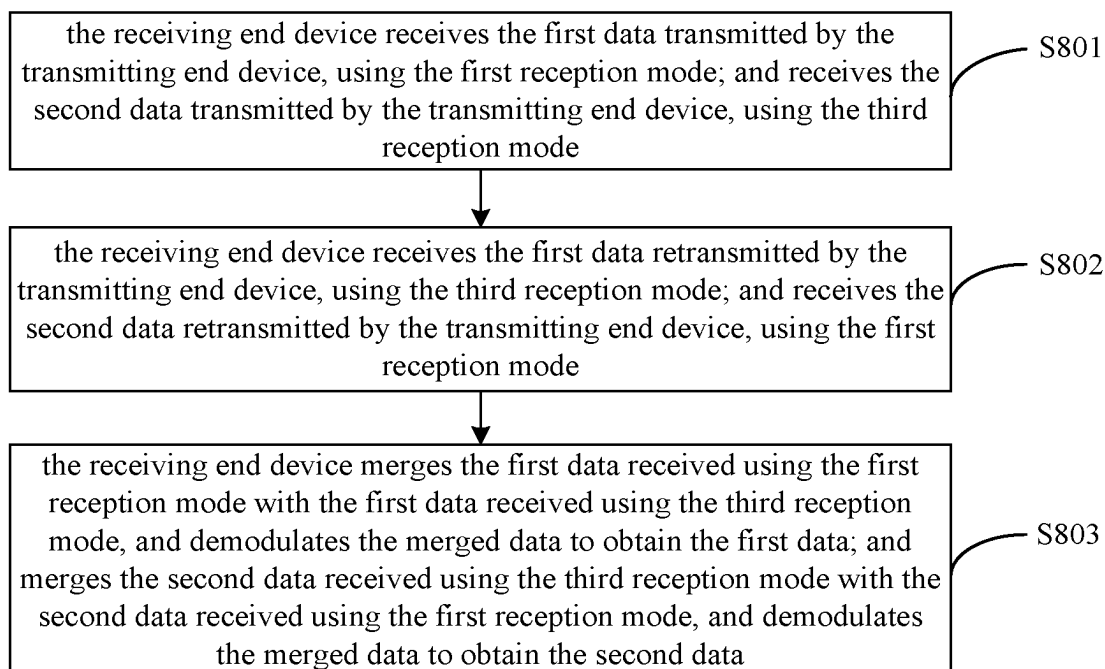 the receiving end device receives the first data transmitted by the
transmitting end device, using the first reception mode; and receives the
second data transmitted by the transmitting end device, using the third
reception mode
S801
the receiving end device receives the first data retransmitted by the
transmitting end device, using the third reception mode; and receives the
second data retransmitted by the transmitting end device, using the first
reception mode
S802
the receiving end device merges the first data received using the first
reception mode with the first data received using the third reception
mode, and demodulates the merged data to obtain the first data; and
merges the second data received using the third reception mode with the
second data received using the first reception mode, and demodulates
the merged data to obtain the second data
S803